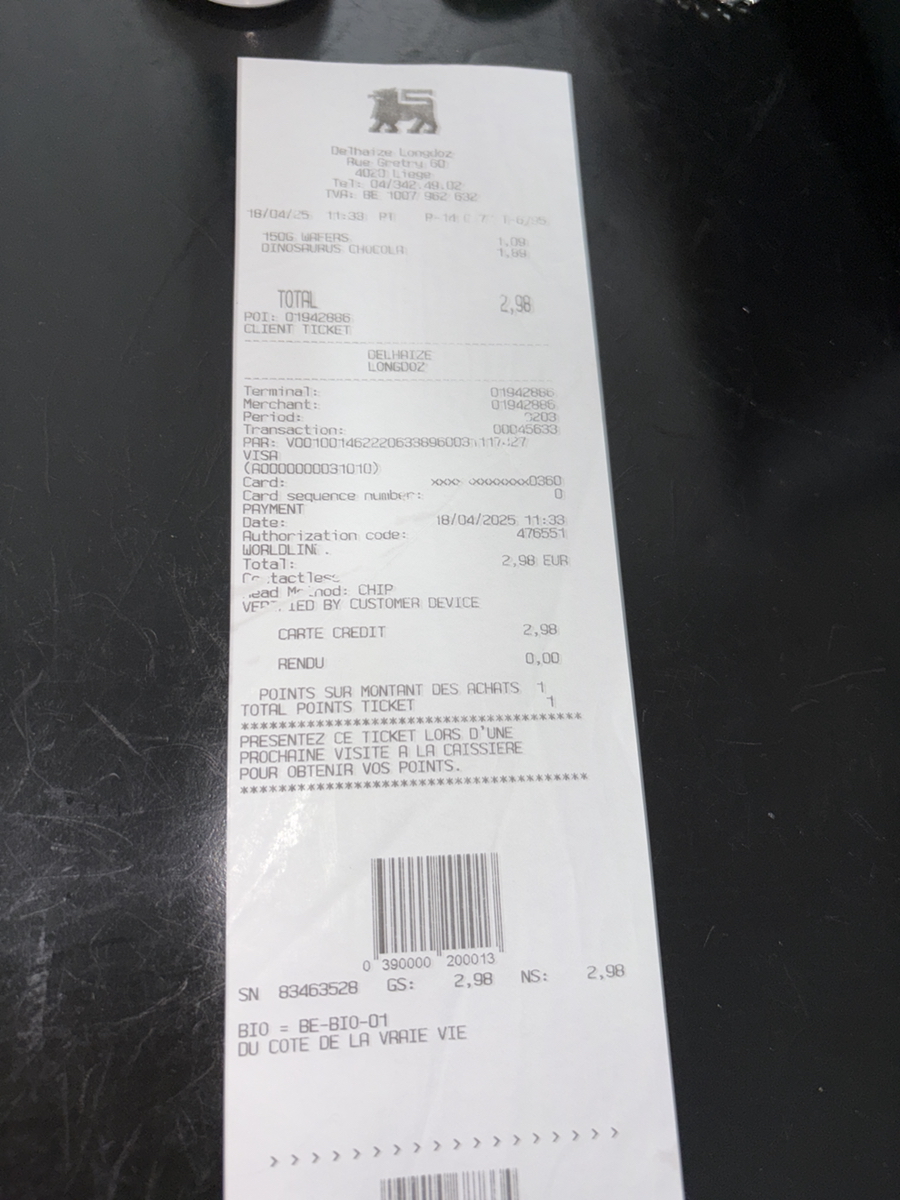 Delhaize Longdoz
Rue Gretry 60
4020 Liege
Tel: 04/342.49.02
TVA: BE 1007 962 632
18/04/25 11:33 PI
150G WAFERS 1,09
DINOSAURUS CHOCOLA 1,89
TOTAL 2,98
POI: 01942886
CLIENT TICKET
DELHAIZE
LONGDOZ
Terminal: 01942886
Merchant: 01942886
Period:
Transaction: 00045633
PAR:
VISA
(A0000000031010)
Card:
Card sequence number: 0
PAYMENT
Date: 18/04/2025 11:33
Authorization code: 476551
Total: 2,98 EUR
CHIP
BY CUSTOMER DEVICE
CARTE CREDIT 2,98
RENDU 0,00
POINTS SUR MONTANT DES ACHATS 1
TOTAL POINTS TICKET 1
************************************
PRESENTEZ CE TICKET LORS D'UNE
PROCHAINE VISITE A LA CAISSIERE
POUR OBTENIR VOS POINTS.
************************************
0 390000 200013
SN 83463528 GS: 2,98 NS: 2,98
BIO = BE-BIO-01
DU COTE DE LA VRAIE VIE
> > > > > > > > > > > > > > > > > >